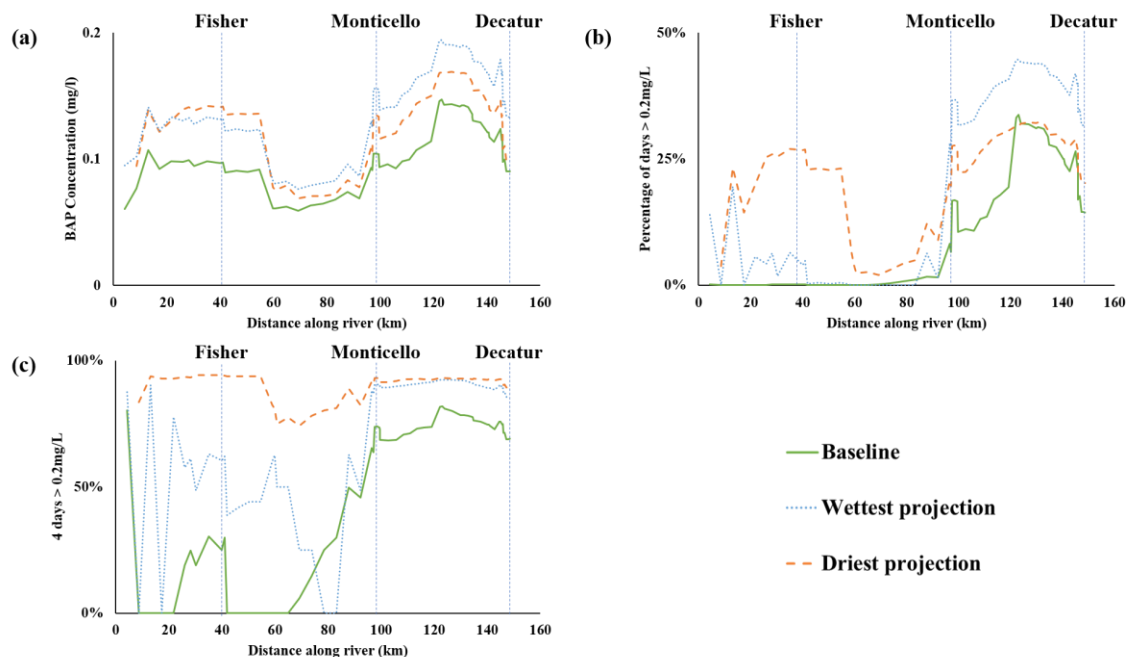 Fisher Monticello Decatur
(a)
0.2
0.1
0
BAP Concentration (mg/l)
0 20 40 60 80 100 120 140 160
Distance along river (km)
Fisher Monticello Decatur
(b)
50%
25%
0%
Percentage of days > 0.2mg/L
0 20 40 60 80 100 120 140 160
Distance along river (km)
Fisher Monticello Decatur
(c)
100%
50%
0%
4 days > 0.2mg/L
0 20 40 60 80 100 120 140 160
Distance along river (km)
Baseline
Wettest projection
Driest projection